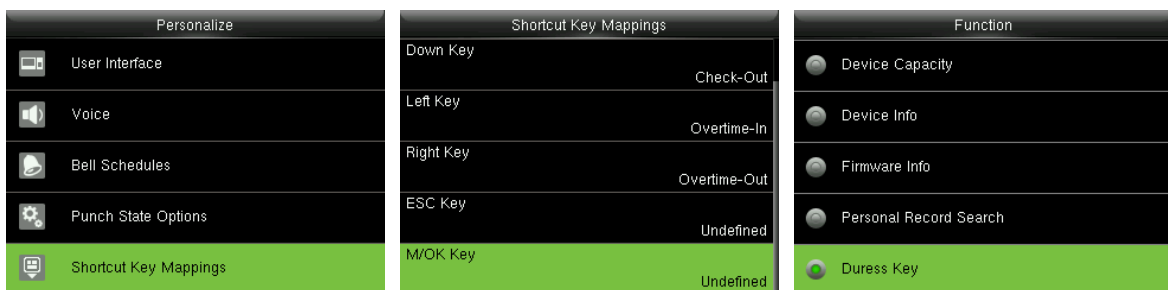 Personalize
User Interface
Voice
Bell Schedules
Punch State Options
Shortcut Key Mappings
Shortcut Key Mappings
Down Key
Check-Out
Left Key
Overtime-In
Right Key
Overtime-Out
ESC Key
Undefined
M/OK Key
Undefined
Function
Device Capacity
Device Info
Firmware Info
Personal Record Search
Duress Key